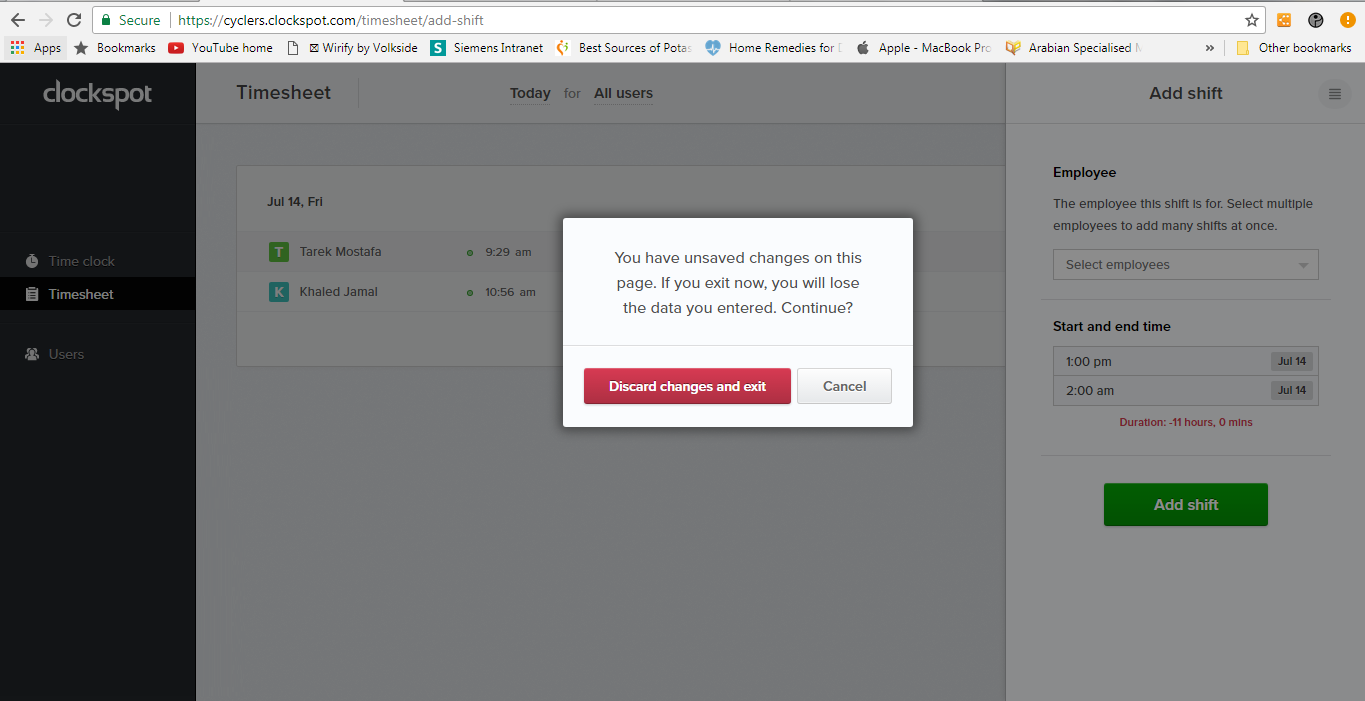 Secure https://cyclers.clockspot.com/timesheet/add-shift
Apps Bookmarks YouTube home Wirify by Volkside S Siemens Intranet Best Sources of Potas Home Remedies for Apple - MacBook Pro Arabian Specialised » Other bookmarks
clockspot
Time clock
Timesheet
Users
Timesheet Today for All users
Jul 14, Fri
T Tarek Mostafa 9:29 am
K Khaled Jamal 10:56 am
You have unsaved changes on this
page. If you exit now, you will lose
the data you entered. Continue?
Discard changes and exit Cancel
Add shift
Employee
The employee this shift is for. Select multiple
employees to add many shifts at once.
Select employees
Start and end time
1:00 pm Jul 14
2:00 am Jul 14
Duration: -11 hours, 0 mins
Add shift